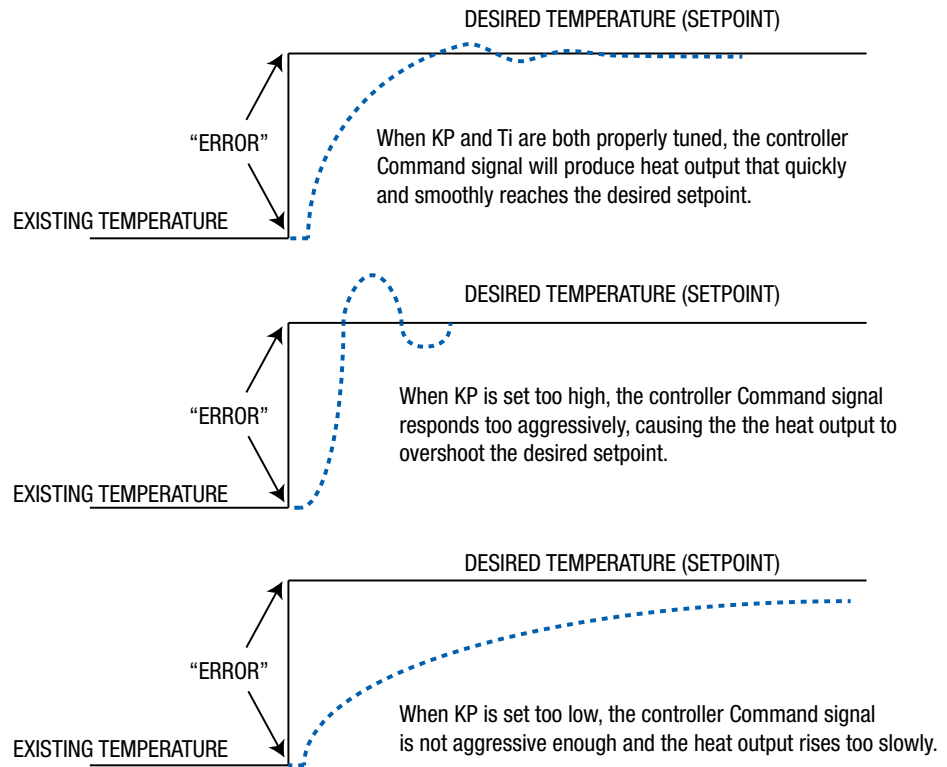 DESIRED TEMPERATURE (SETPOINT)
“ERROR”
When KP and Ti are both properly tuned, the controller
Command signal will produce heat output that quickly
and smoothly reaches the desired setpoint.
EXISTING TEMPERATURE
DESIRED TEMPERATURE (SETPOINT)
“ERROR”
When KP is set too high, the controller Command signal
responds too aggressively, causing the the heat output to
overshoot the desired setpoint.
EXISTING TEMPERATURE
DESIRED TEMPERATURE (SETPOINT)
“ERROR”
When KP is set too low, the controller Command signal
is not aggressive enough and the heat output rises too slowly.
EXISTING TEMPERATURE